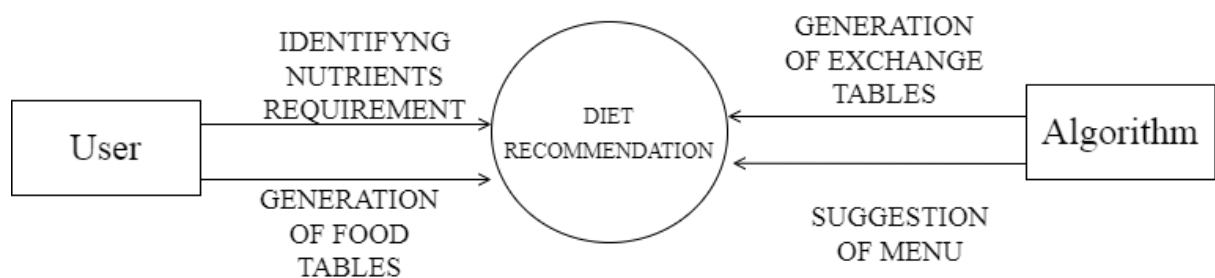 IDENTIFYNG
NUTRIENTS
REQUIREMENT
GENERATION
OF EXCHANGE
TABLES
User
DIET
RECOMMENDATION
Algorithm
GENERATION
OF FOOD
TABLES
SUGGESTION
OF MENU